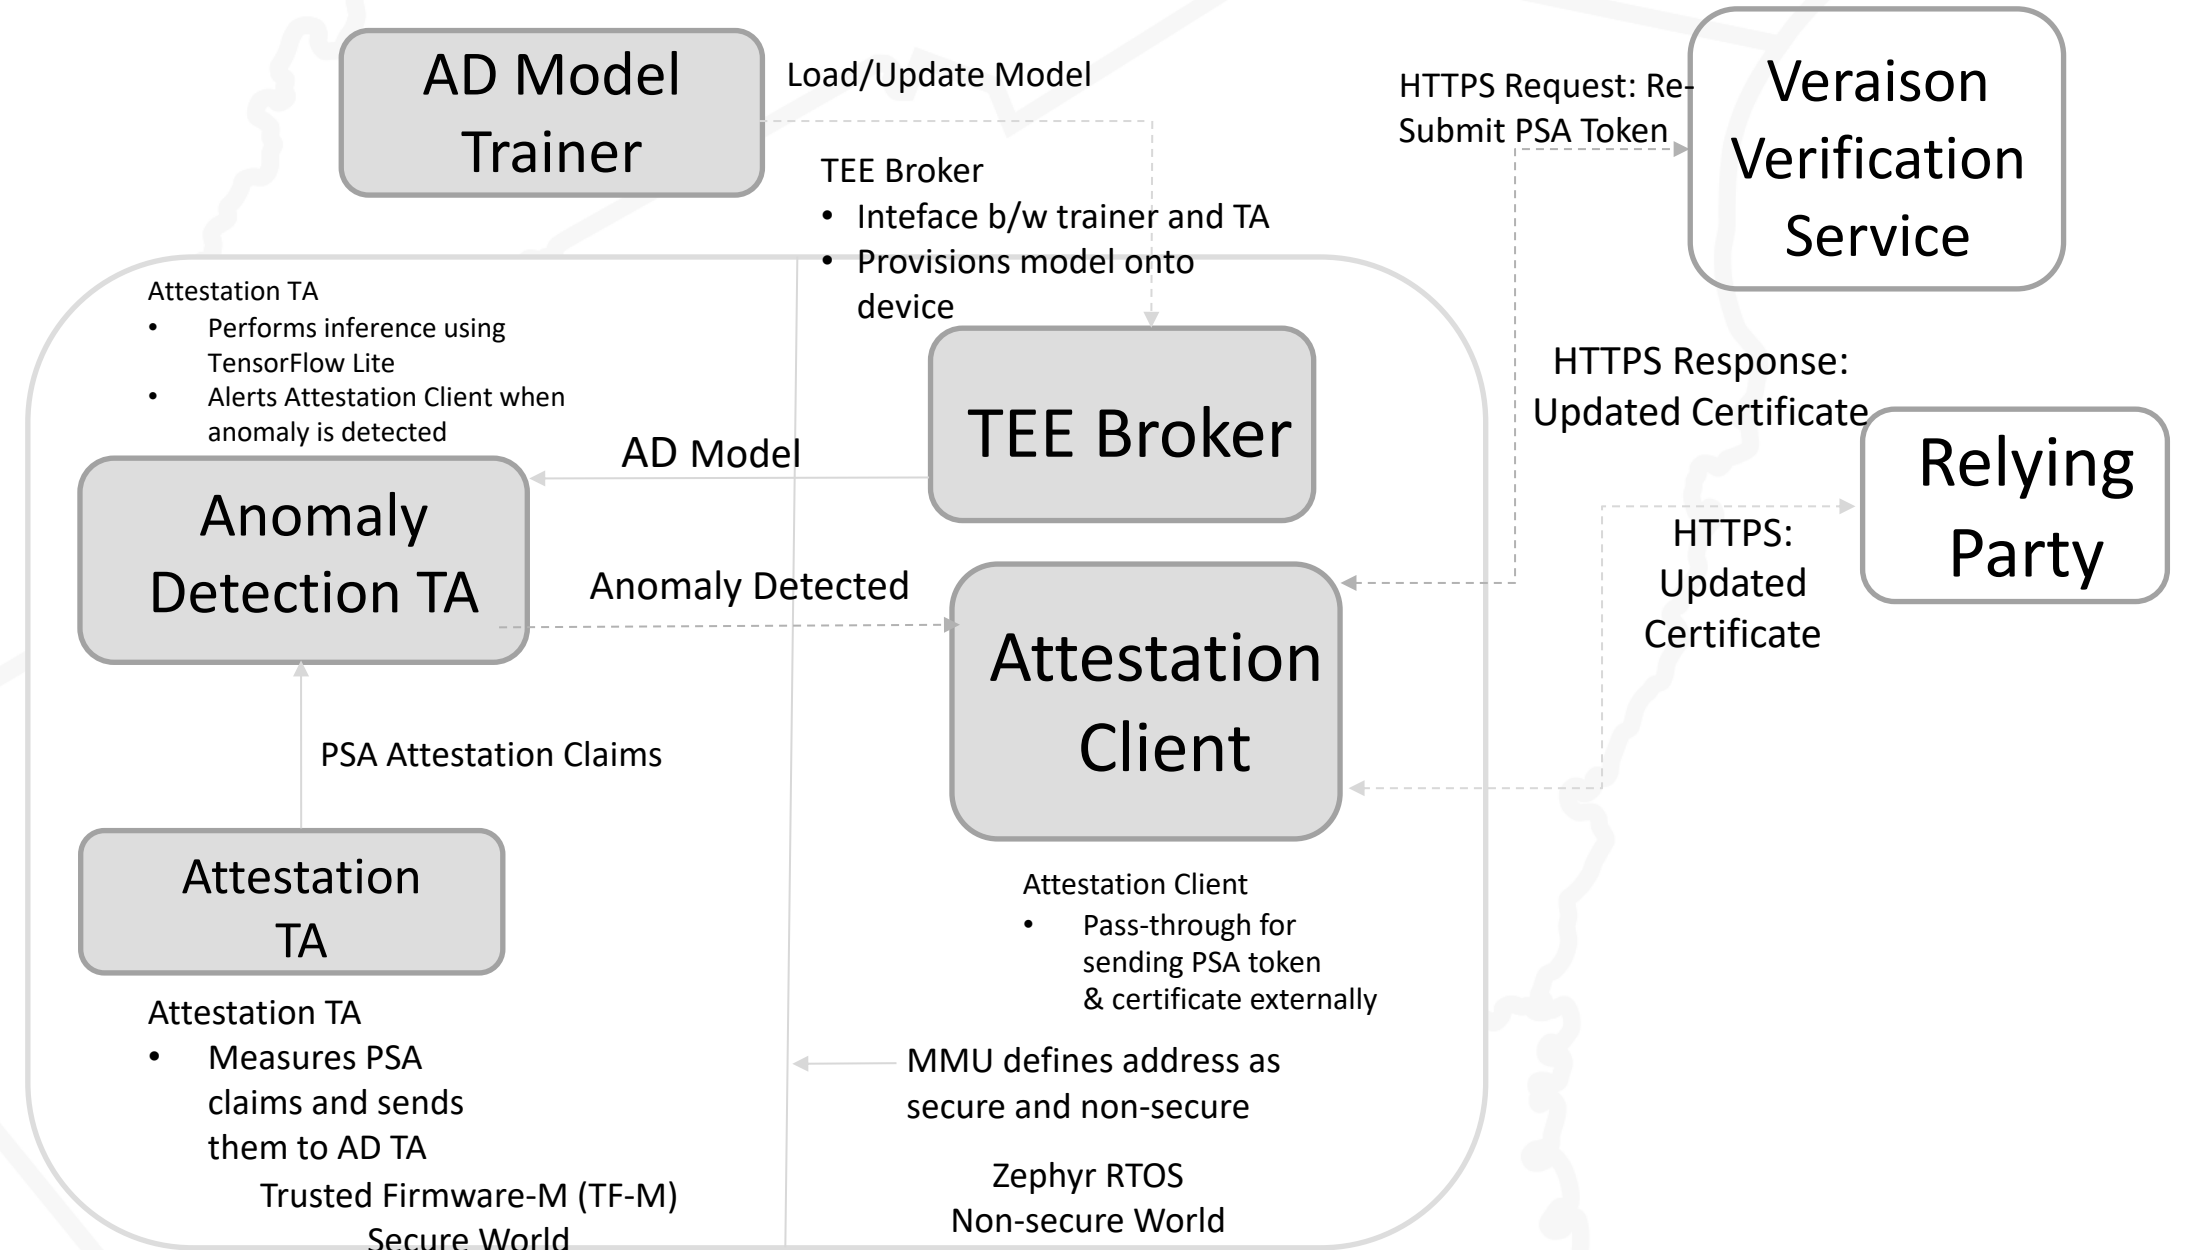 AD Model
Trainer
Load/Update Model
HTTPS Request: Re-
Submit PSA Token
Veraison
Verification
Service
TEE Broker
• Inteface b/w trainer and TA
• Provisions model onto
device
Attestation TA
• Performs inference using
TensorFlow Lite
• Alerts Attestation Client when
anomaly is detected
AD Model
TEE Broker
HTTPS Response:
Updated Certificate
Relying
Party
HTTPS:
Updated
Certificate
Anomaly
Detection TA
Anomaly Detected
Attestation
Client
PSA Attestation Claims
Attestation
TA
Attestation Client
• Pass-through for
sending PSA token
& certificate externally
Attestation TA
• Measures PSA
claims and sends
them to AD TA
MMU defines address as
secure and non-secure
Trusted Firmware-M (TF-M)
Secure World
Zephyr RTOS
Non-secure World